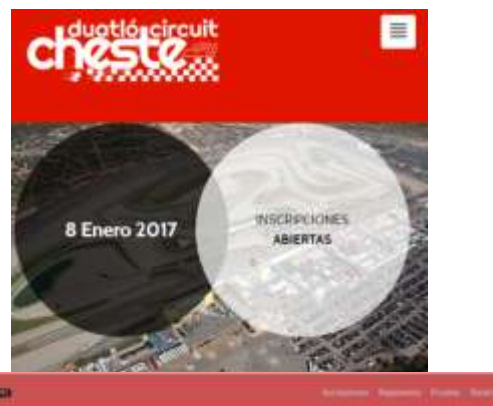 duatló circuit
cheste
8 Enero 2017
INSCRIPCIONES
ABIERTAS